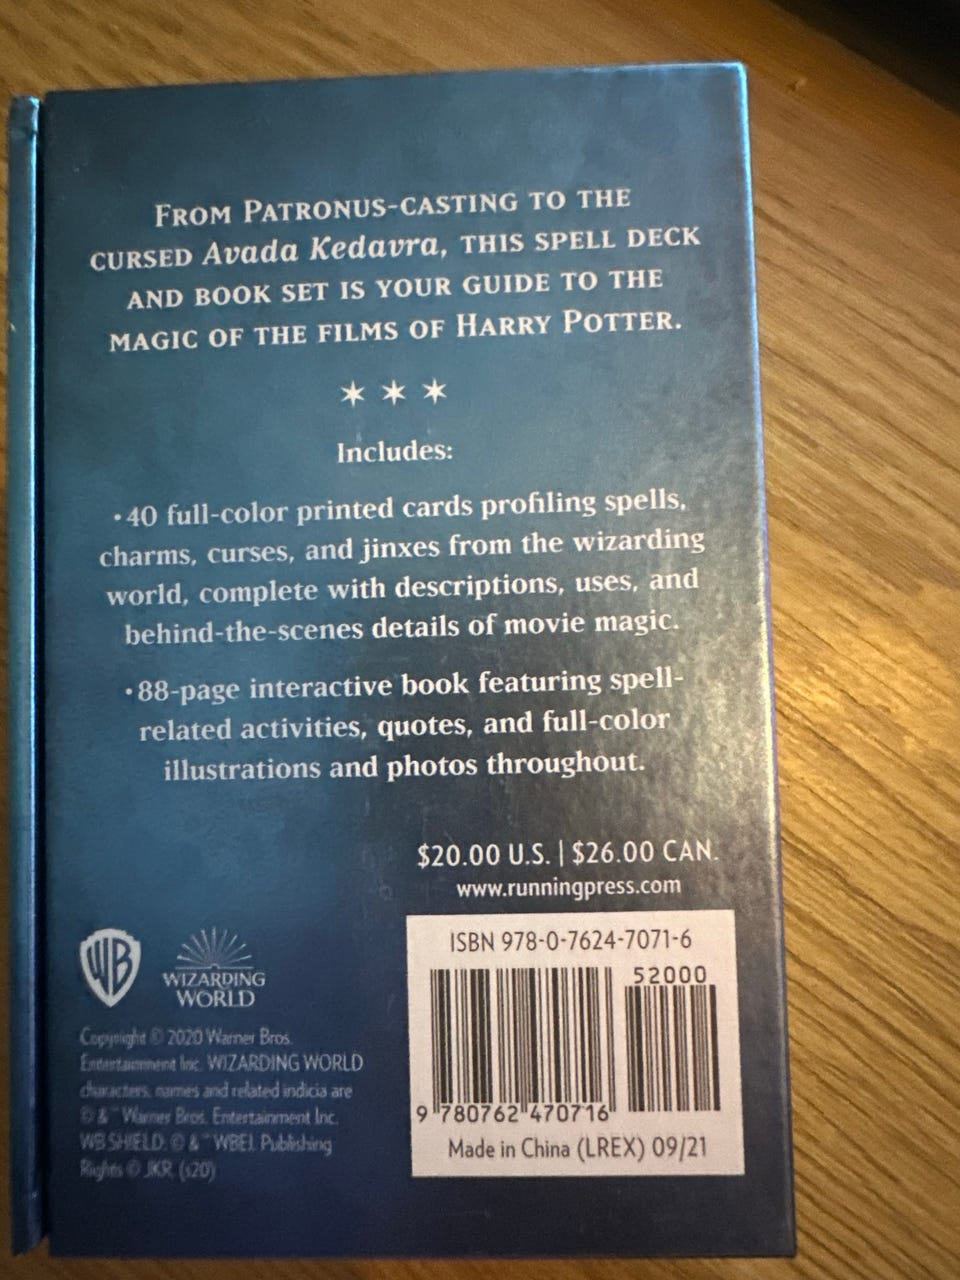 FROM PATRONUS-CASTING TO THE
CURSED Avada Kedavra, THIS SPELL DECK
AND BOOK SET IS YOUR GUIDE TO THE
MAGIC OF THE FILMS OF HARRY POTTER.
Includes:
•40 full-color printed cards profiling spells,
charms, curses, and jinxes from the wizarding
world, complete with descriptions, uses, and
behind-the-scenes details of movie magic.
•88-page interactive book featuring spell-
related activities, quotes, and full-color
illustrations and photos throughout.
$20.00 U.S. | $26.00 CAN.
www.runningpress.com
ISBN 978-0-7624-7071-6
52000
9 780762 470716
Made in China (LREX) 09/21
WB
WIZARDING
WORLD
Copyright © 2020 Warner Bros.
Entertainment Inc. WIZARDING WORLD
characters, names and related indicia are
© & ™ Warner Bros. Entertainment Inc.
WB SHIELD: © & ™ WBEI. Publishing
Rights © JKR. (s20)